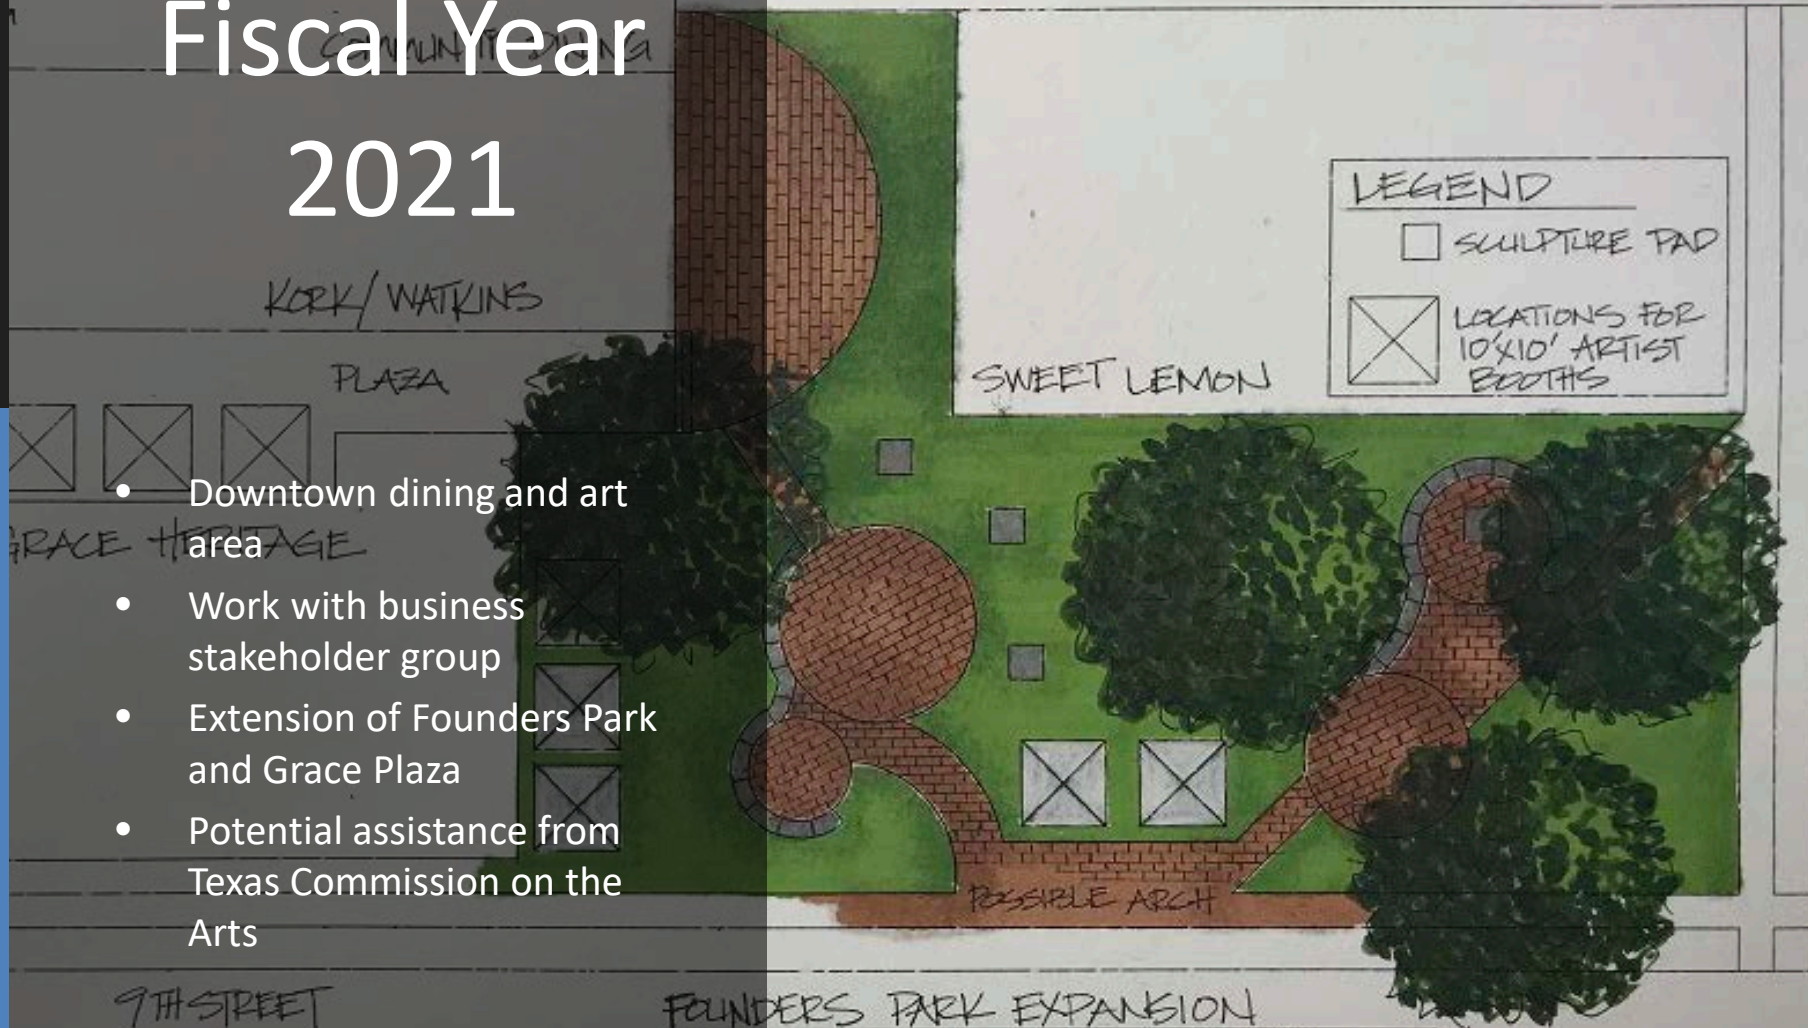 Fiscal Year
2021
COMMUNITY DINING
KORK/WATKINS
PLAZA
GRACE HERITAGE
• Downtown dining and art
area
• Work with business
stakeholder group
• Extension of Founders Park
and Grace Plaza
• Potential assistance from
Texas Commission on the
Arts
LEGEND
SCULPTURE PAD
LOCATIONS FOR
10'X10' ARTIST
BOOTHS
SWEET LEMON
POSSIBLE ARCH
9TH STREET
FOUNDERS PARK EXPANSION